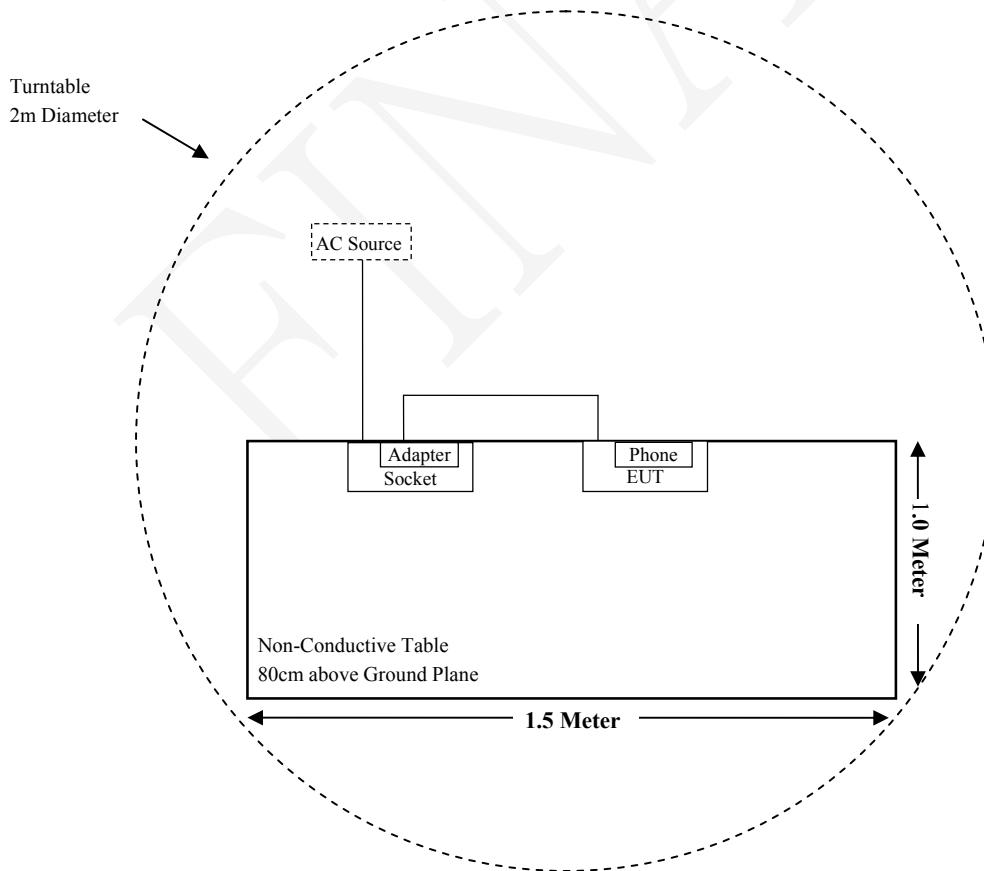 Turntable
2m Diameter
AC Source
Adapter
Socket
Phone
EUT
1.0 Meter
Non-Conductive Table
80cm above Ground Plane
1.5 Meter